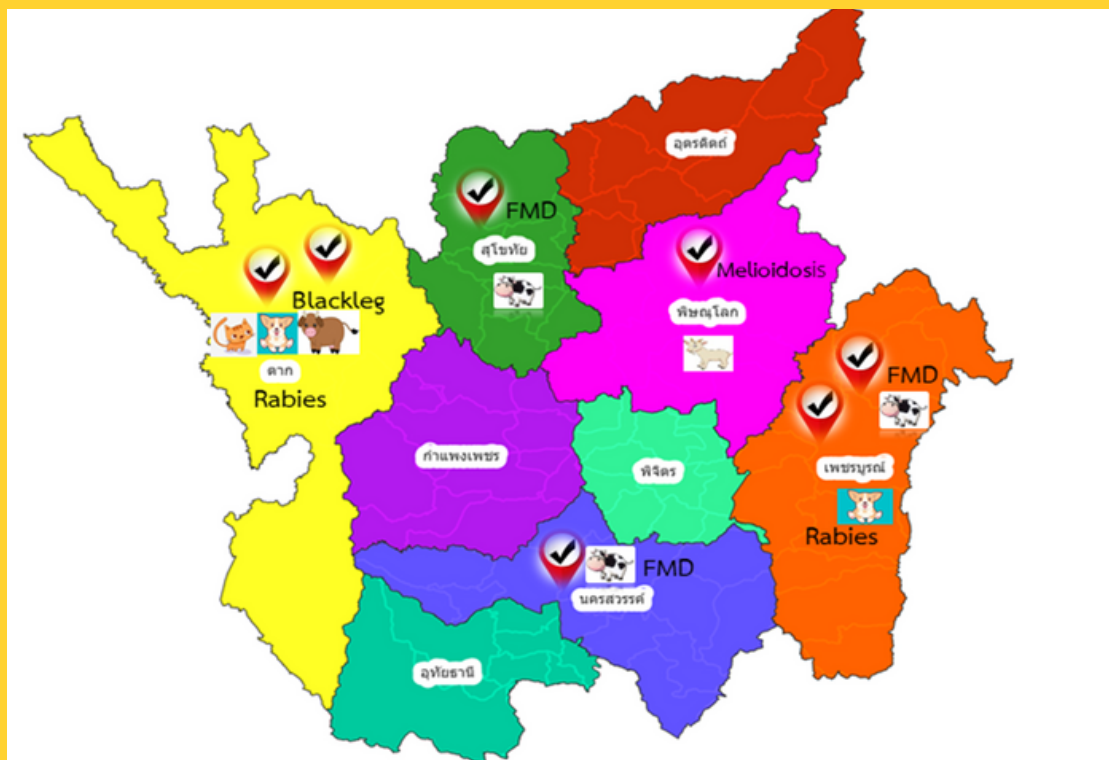 อุตรดิตถ์
FMD
สุโขทัย
Melioidosis
Blackleg
พิษณุโลก
ตาก
Rabies
FMD
กำแพงเพชร
พิจิตร
เพชรบูรณ์
Rabies
FMD
นครสวรรค์
อุทัยธานี